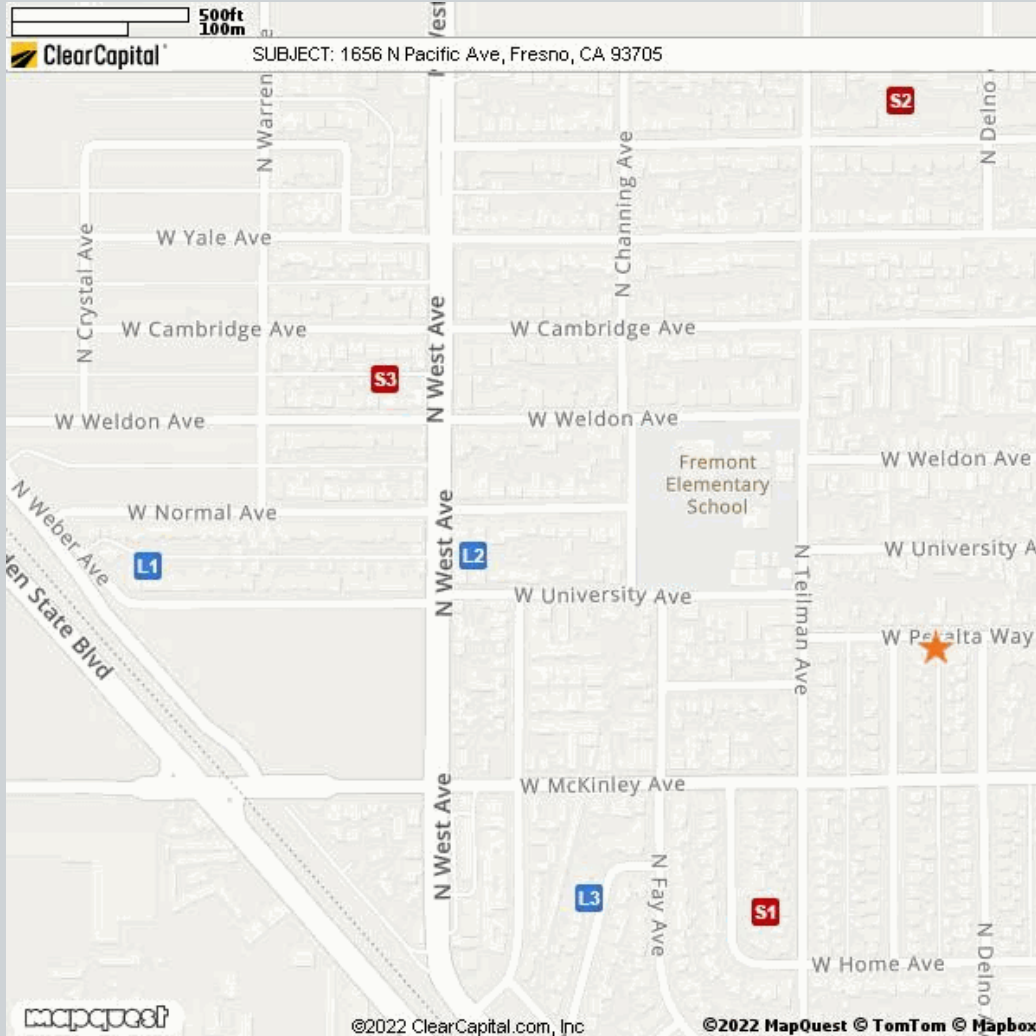 500ft
100m
ClearCapital
SUBJECT: 1656 N Pacific Ave, Fresno, CA 93705
S2
N Warren
N Delno
N Channing Ave
N Crystal Ave
W Yale Ave
W Cambridge Ave
W Cambridge Ave
N West Ave
S3
W Weldon Ave
W Weldon Ave
Fremont
Elementary
School
W Weldon Ave
N Weber Ave
W Normal Ave
N West Ave
L1
L2
W University A
N Teilman Ave
W University Ave
den State Blvd
W Peralta Way
W McKinley Ave
N West Ave
N Fay Ave
L3
S1
N Delno A
W Home Ave
mapquest
©2022 ClearCapital.com, Inc
©2022 MapQuest © TomTom © Mapbox